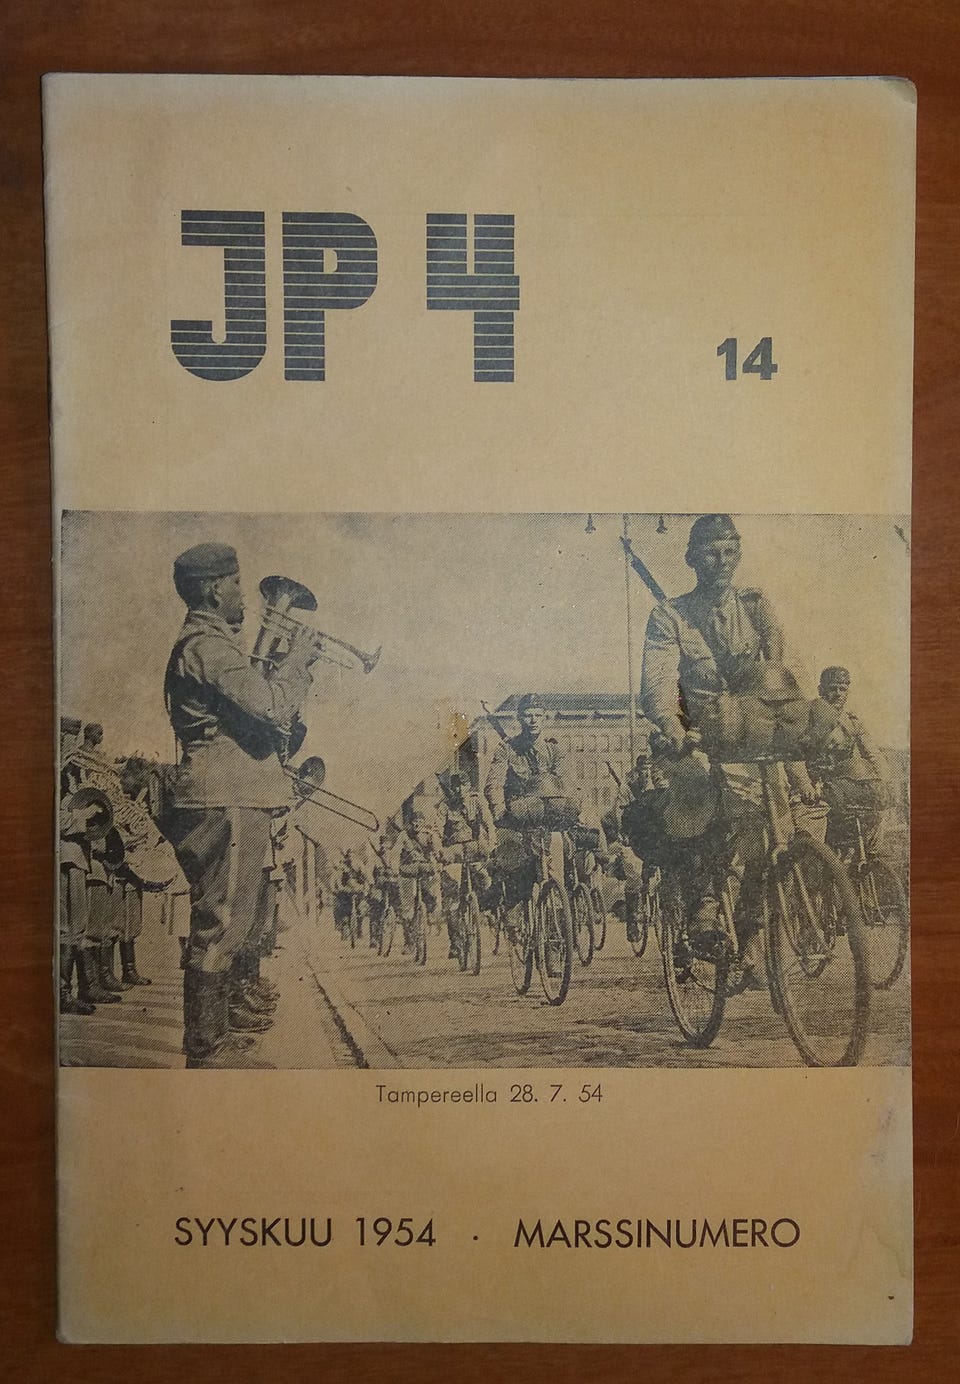 JP 4
14
Tampereella 28. 7. 54
SYYSKUU 1954 · MARSSINUMERO